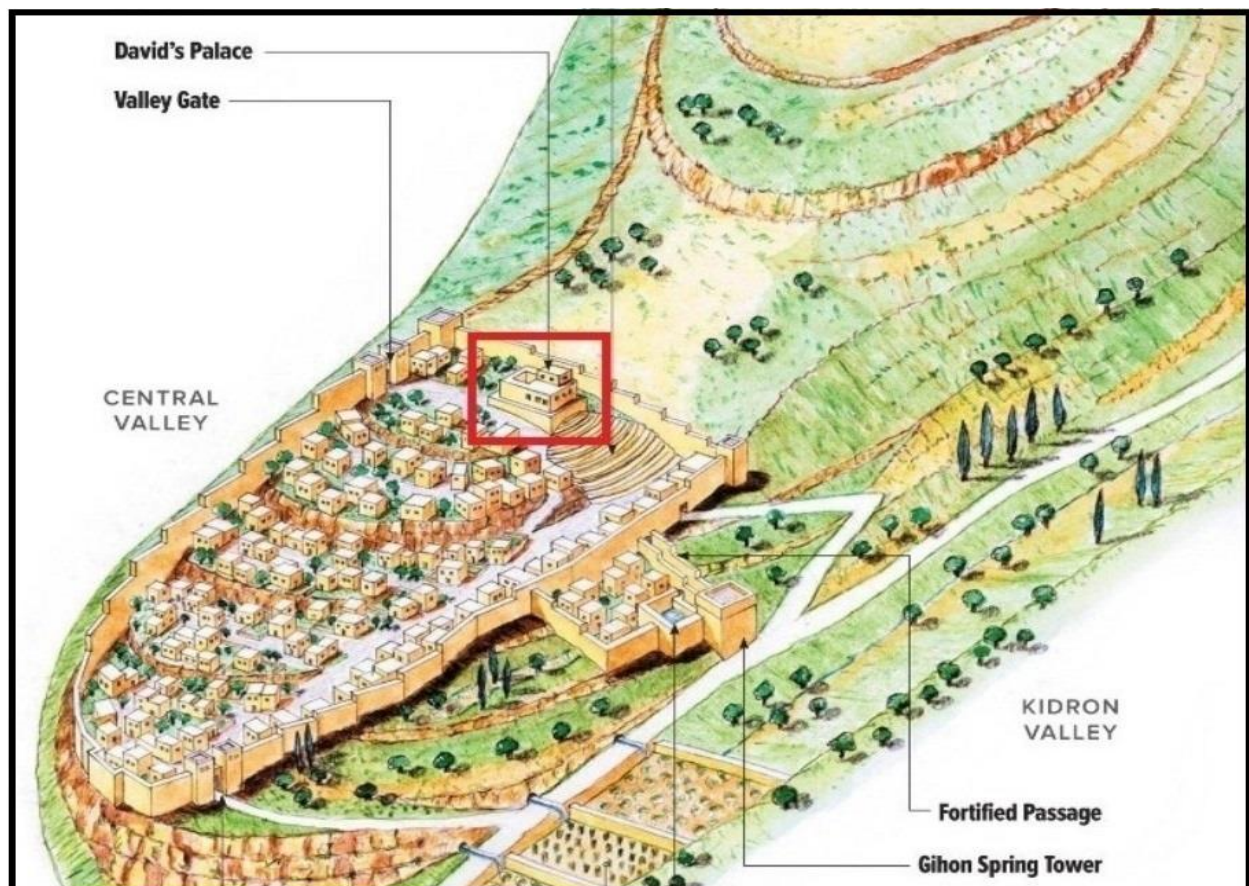 David's Palace
Valley Gate
CENTRAL
VALLEY
KIDRON
VALLEY
Fortified Passage
Gihon Spring Tower